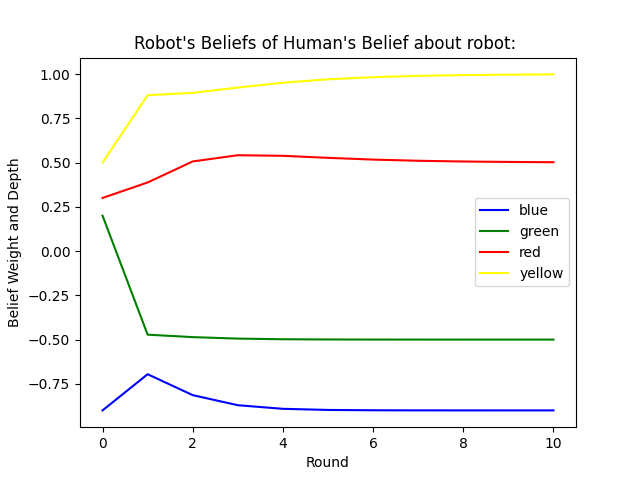 Robot's Beliefs of Human's Belief about robot:
Belief Weight and Depth
1.00
0.75
0.50
0.25
0.00
−0.25
−0.50
−0.75
blue
green
red
yellow
0 2 4 6 8 10
Round